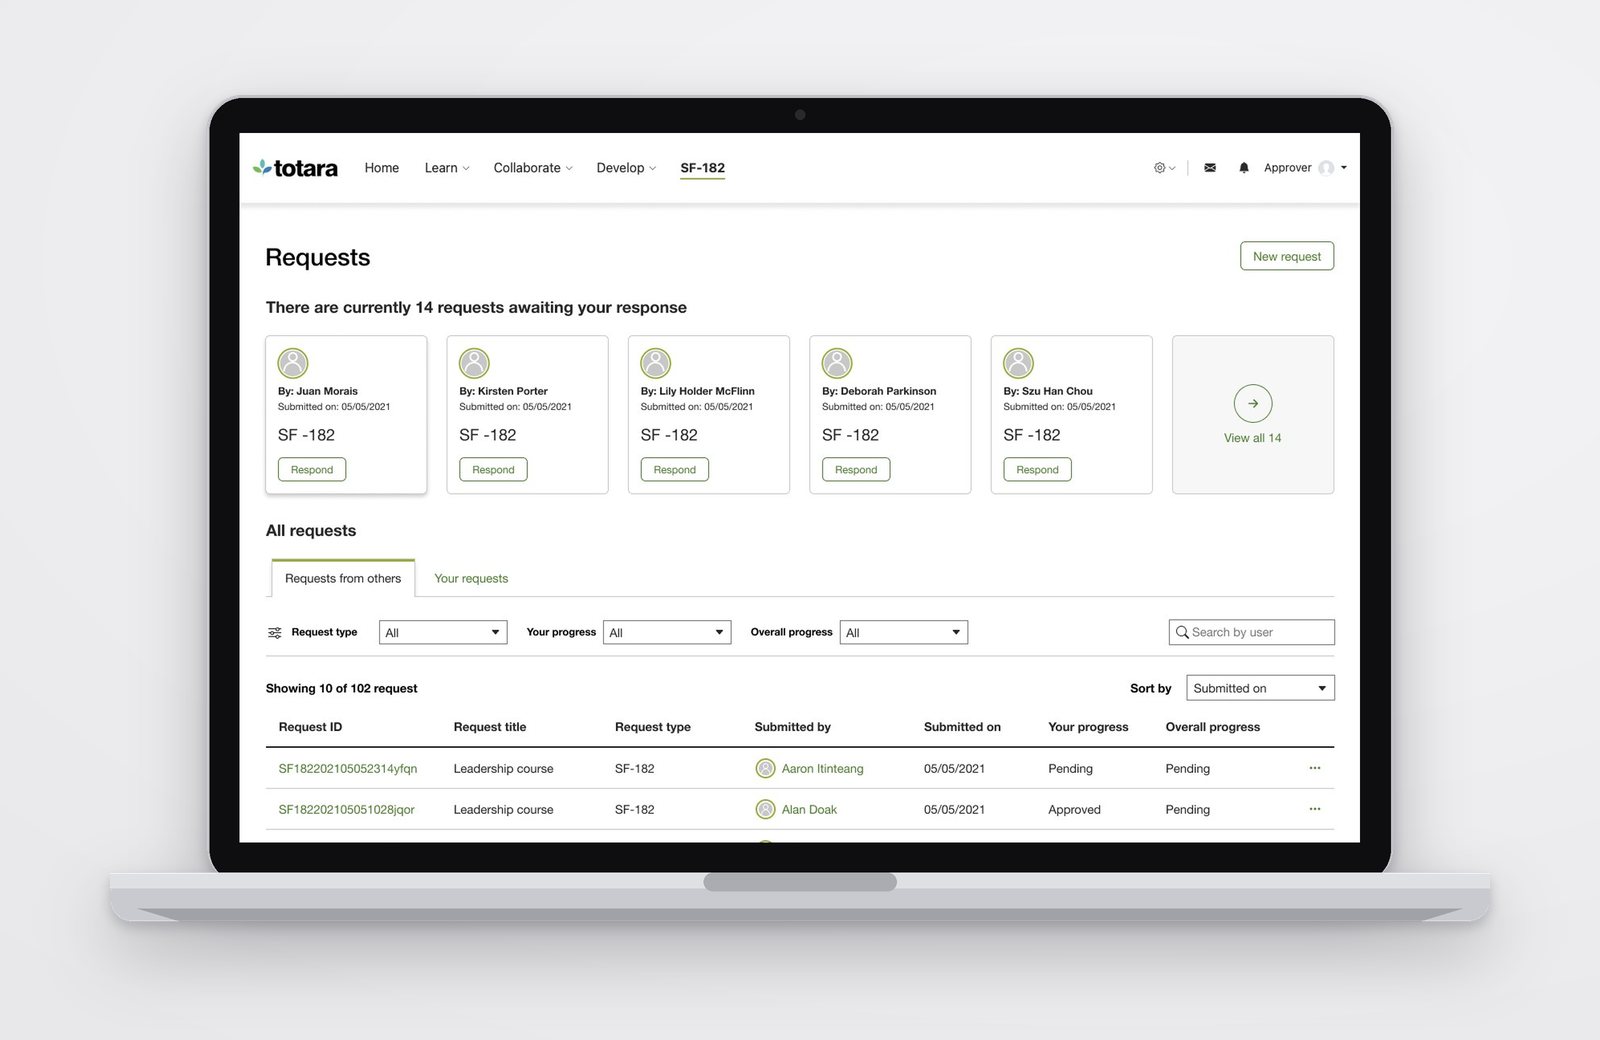 totara
Home Learn Collaborate Develop SF-182 Approver
Requests
New request
There are currently 14 requests awaiting your response
By: Juan Morais
Submitted on: 05/05/2021
SF -182
Respond
By: Kirsten Porter
Submitted on: 05/05/2021
SF -182
Respond
By: Lily Holder McFlinn
Submitted on: 05/05/2021
SF -182
Respond
By: Deborah Parkinson
Submitted on: 05/05/2021
SF -182
Respond
By: Szu Han Chou
Submitted on: 05/05/2021
SF -182
Respond
View all 14
All requests
Requests from others Your requests
Request type All Your progress All Overall progress All Search by user
Showing 10 of 102 request
Sort by Submitted on
Request ID Request title Request type Submitted by Submitted on Your progress Overall progress
SF182202105052314yfqn Leadership course SF-182 Aaron Itinteang 05/05/2021 Pending Pending
SF182202105051028jqor Leadership course SF-182 Alan Doak 05/05/2021 Approved Pending